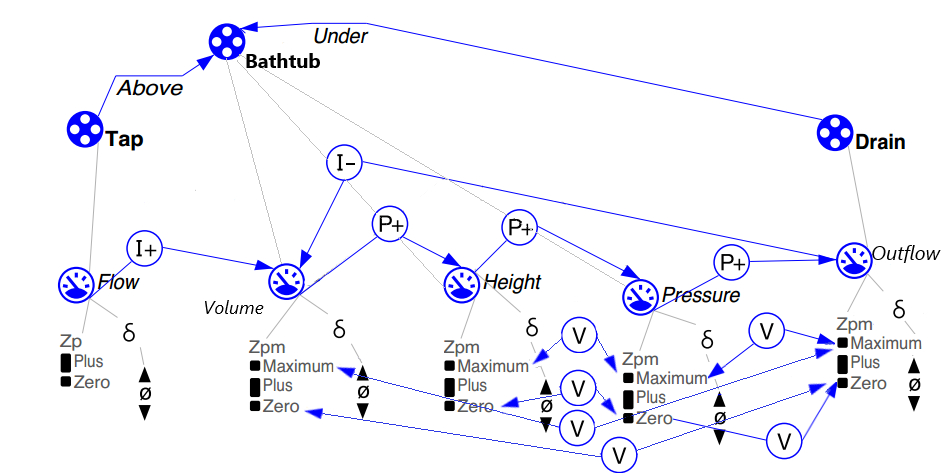 Under
Bathtub
Above
Tap
Drain
I-
P+
P+
I+
P+
Flow
Volume
Height
Pressure
Outflow
δ
δ
δ
δ
δ
Zp
Plus
Zero
ø
Zpm
Maximum
Plus
Zero
ø
Zpm
Maximum
Plus
Zero
ø
Zpm
Maximum
Plus
Zero
ø
Zpm
Maximum
Plus
Zero
ø
V
V
V
V
V
V